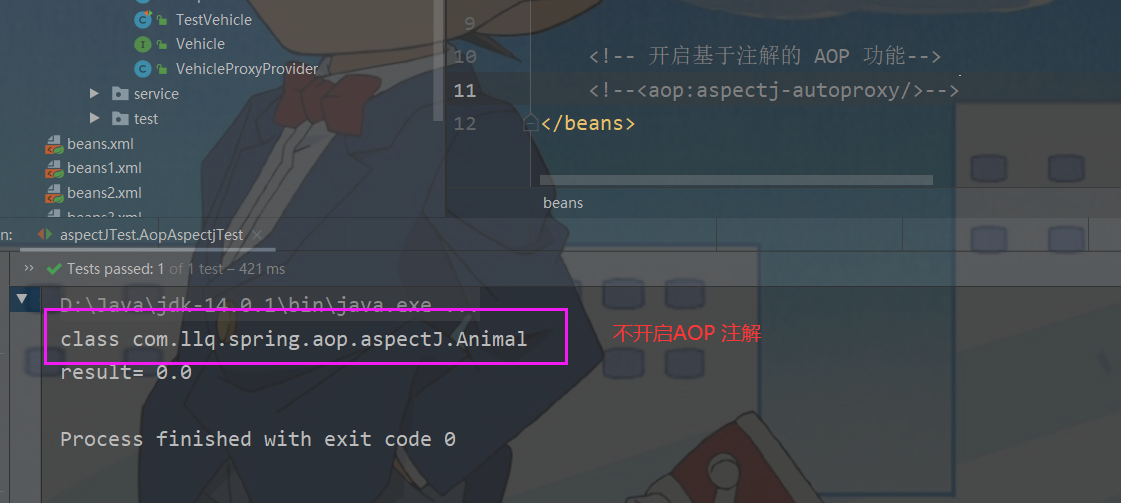 TestVehicle
Vehicle
VehicleProxyProvider
service
test
beans.xml
beans1.xml
beans2.xml
9
10 <!-- 开启基于注解的 AOP 功能-->
11 <!--<aop:aspectj-autoproxy/>-->
12 </beans>
beans
n: aspectJTest.AopAspectjTest
Tests passed: 1 of 1 test – 421 ms
D:\Java\jdk-14.0.1\bin\java.exe ...
class com.llq.spring.aop.aspectJ.Animal
不开启AOP 注解
result= 0.0
Process finished with exit code 0